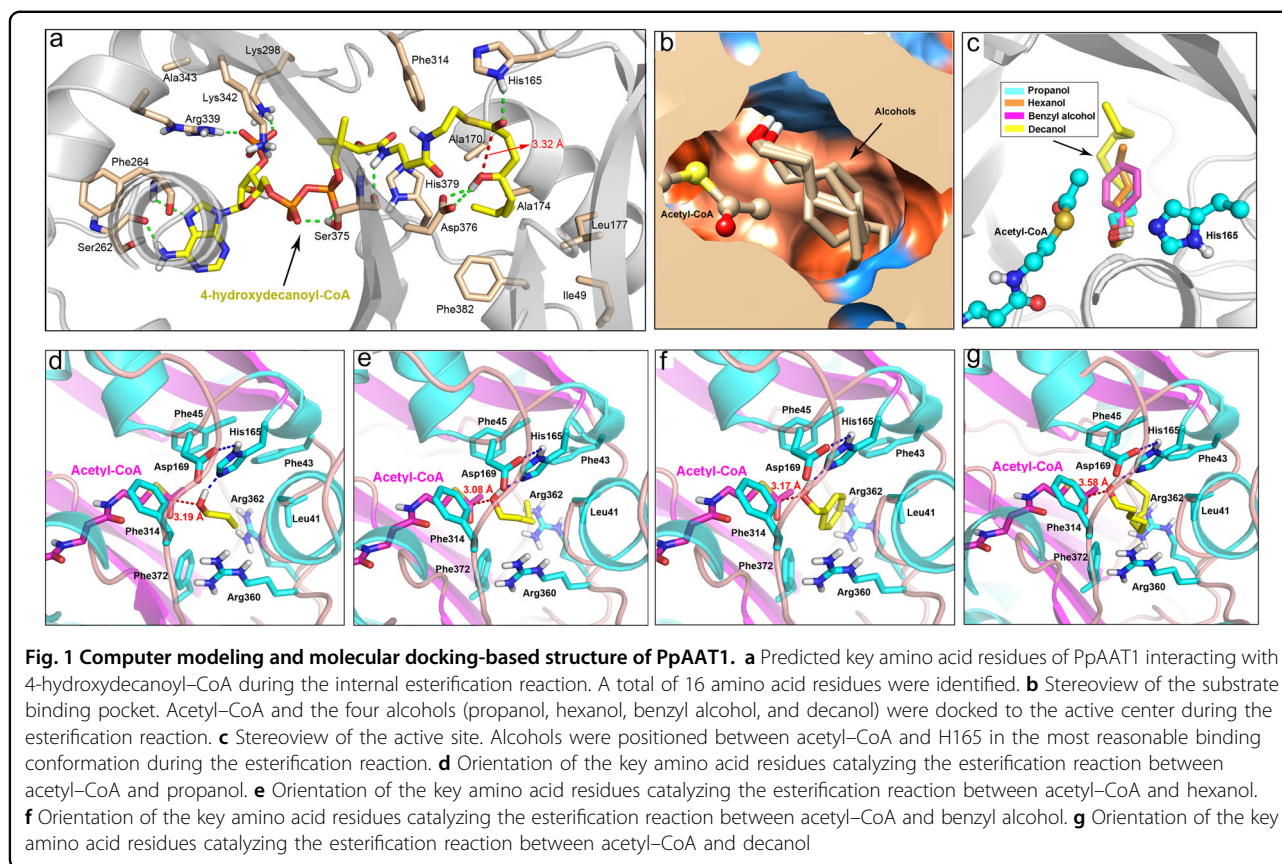 a
Lys298
Ala343
Lys342
Arg339
Phe314
His165
Phe264
Ala170
3.32 Å
His379
Ala174
Ser262
Ser375
Asp376
Leu177
4-hydroxydecanoyl-CoA
Phe382
Ile49
b
Alcohols
Acetyl-CoA
c
Propanol
Hexanol
Benzyl alcohol
Decanol
Acetyl-CoA
His165
d
Phe45
His165
Acetyl-CoA
Asp169
Phe43
3.19 Å
Arg362
Leu41
Phe314
Phe372
Arg360
e
Phe45
His165
Acetyl-CoA
Asp169
Phe43
3.08 Å
Arg362
Leu41
Phe314
Phe372
Arg360
f
Phe45
His165
Acetyl-CoA
Asp169
Phe43
3.17 Å
Arg362
Leu41
Phe314
Phe372
Arg360
g
Phe45
His165
Acetyl-CoA
Asp169
Phe43
3.58 Å
Arg362
Leu41
Phe314
Phe372
Arg360
Fig. 1 Computer modeling and molecular docking-based structure of PpAAT1. a Predicted key amino acid residues of PpAAT1 interacting with
4-hydroxydecanoyl–CoA during the internal esterification reaction. A total of 16 amino acid residues were identified. b Stereoview of the substrate
binding pocket. Acetyl–CoA and the four alcohols (propanol, hexanol, benzyl alcohol, and decanol) were docked to the active center during the
esterification reaction. c Stereoview of the active site. Alcohols were positioned between acetyl–CoA and H165 in the most reasonable binding
conformation during the esterification reaction. d Orientation of the key amino acid residues catalyzing the esterification reaction between
acetyl–CoA and propanol. e Orientation of the key amino acid residues catalyzing the esterification reaction between acetyl–CoA and hexanol.
f Orientation of the key amino acid residues catalyzing the esterification reaction between acetyl–CoA and benzyl alcohol. g Orientation of the key
amino acid residues catalyzing the esterification reaction between acetyl–CoA and decanol